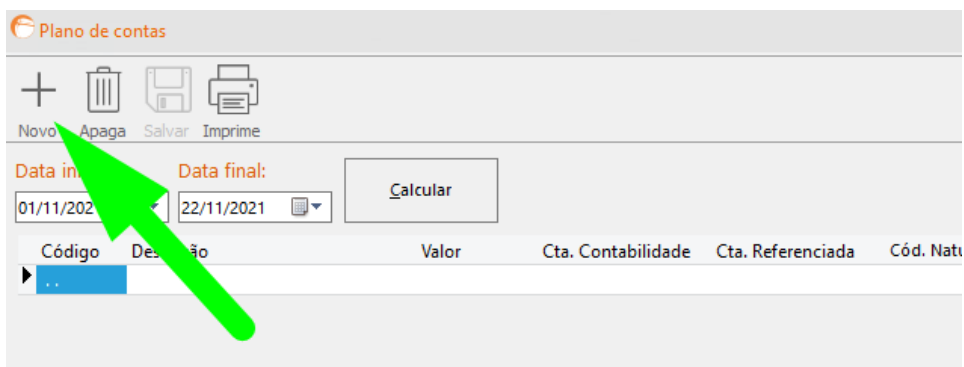 Plano de contas
Novo Apaga Salvar Imprime
Data final:
01/11/202 22/11/2021 Calcular
Código Valor Cta. Contabilidade Cta. Referenciada Cód. Natu
. .